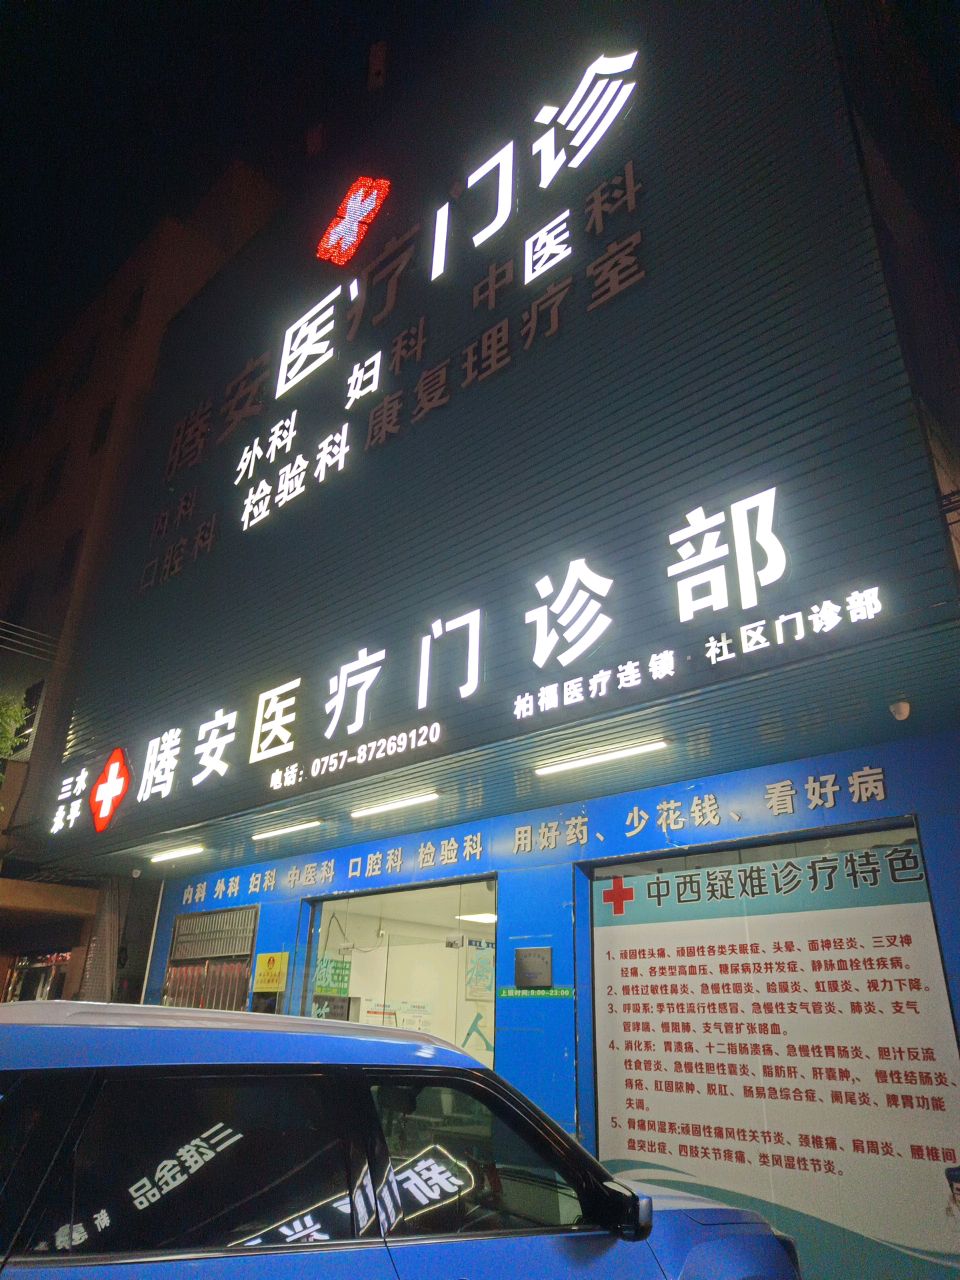 腾安医疗门诊
内科 外科 妇科 中医科
口腔科 检验科 康复理疗室
三水
永平
腾安医疗门诊部
电话：0757-87269120
柏福医疗连锁·社区门诊部
内科 外科 妇科 中医科 口腔科 检验科 用好药、少花钱、看好病
上班时间:8:00-23:00
中西疑难诊疗特色
1、顽固性头痛、顽固性各类失眠症、头晕、面神经炎、三叉神
经痛、各类型高血压、糖尿病及并发症、静脉血栓性疾病。
2、慢性过敏性鼻炎、急慢性咽炎、睑膜炎、虹膜炎、视力下降。
3、呼吸系:季节性流行性感冒、急慢性支气管炎、肺炎、支气
管哮喘、慢阻肺、支气管扩张咯血。
4、消化系：胃溃疡、十二指肠溃疡、急慢性胃肠炎、胆汁反流
性食管炎、急慢性胆性囊炎、脂肪肝、肝囊肿,、慢性结肠炎、
痔疮、肛固脓肿、脱肛、肠易急综合症、阑尾炎、脾胃功能
失调。
5、骨痛风湿系:顽固性痛风性关节炎、颈椎痛、肩周炎、腰椎间
盘突出症、四肢关节疼痛、类风湿性节炎。
三雄金品